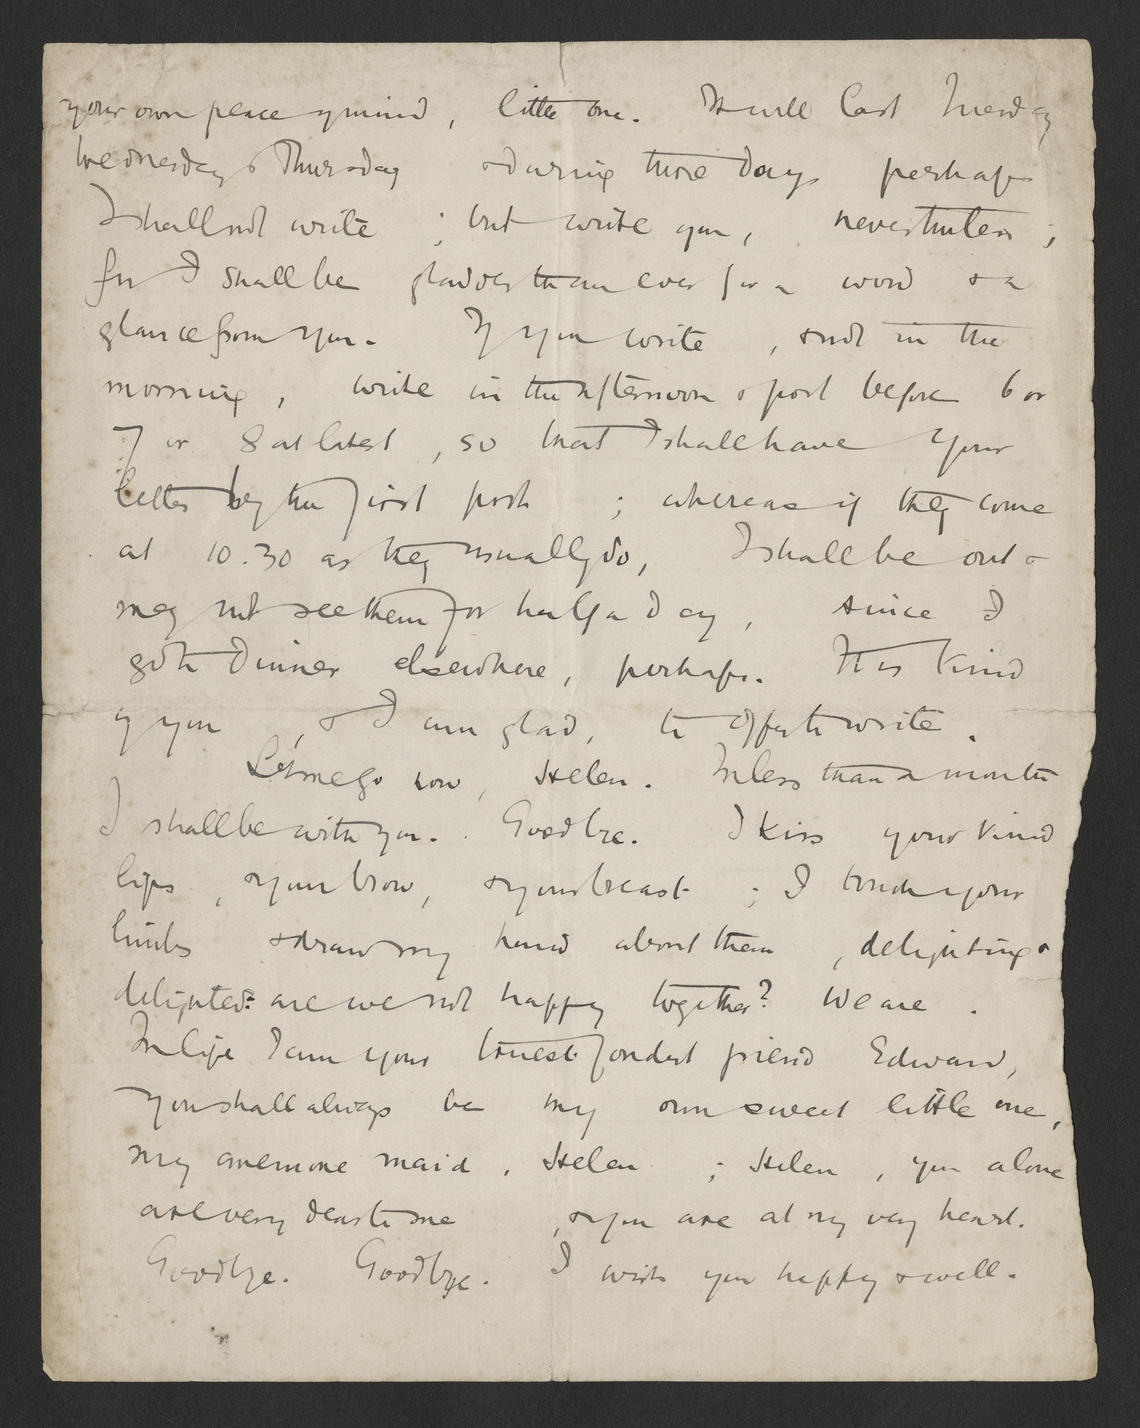 your own peace of mind, little one. It will last Tuesday
Wednesday & Thursday & during those days perhaps
I shall not write ; but write you, nevertheless ;
for I shall be gladder than ever for a word & a
glance from you. If you write , & not in the
morning , write in the afternoon & post before 6 or
7 or 8 at latest , so that I shall have your
letter by the first post ; whereas if they come
at 10.30 as they usually do, I shall be out &
may not see them for half a day , since I
go to dinner elsewhere, perhaps. It is kind
of you , & I am glad, to offer to write .
Let me go now , Helen. In less than a month
I shall be with you. Goodbye. I kiss your kind
lips , & your brow, & your breast ; I touch your
limbs & draw my hand about them , delighting &
delighted: are we not happy together? We are .
In life I am your truest fondest friend Edward,
You shall always be my own sweet little one,
my anemone maid , Helen ; Helen , you alone
are very dear to me , & you are at my very heart.
Goodbye. Goodbye. I wish you happy & well.